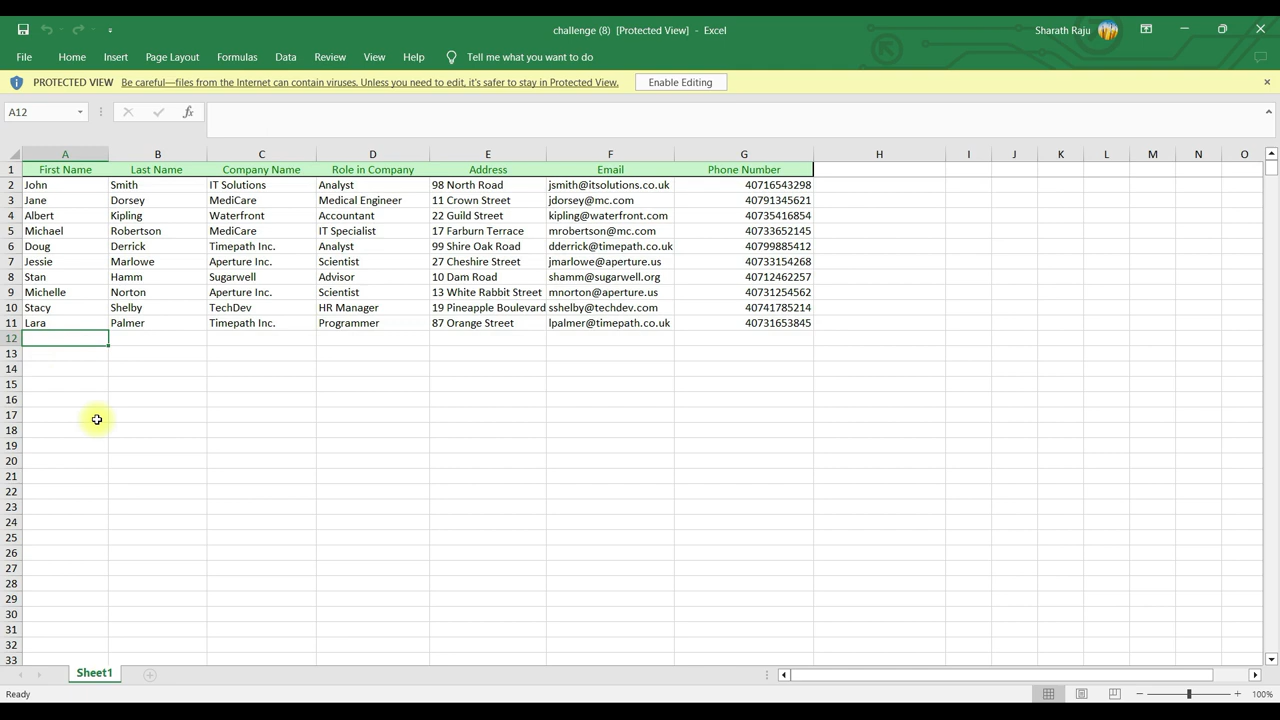 challenge (8) [Protected View] - Excel
Sharath Raju
File Home Insert Page Layout Formulas Data Review View Help Tell me what you want to do
PROTECTED VIEW Be careful—files from the Internet can contain viruses. Unless you need to edit, it's safer to stay in Protected View. Enable Editing
A12 fx
A B C D E F G H I J K L M N O
1 First Name Last Name Company Name Role in Company Address Email Phone Number
2 John Smith IT Solutions Analyst 98 North Road jsmith@itsolutions.co.uk 40716543298
3 Jane Dorsey MediCare Medical Engineer 11 Crown Street jdorsey@mc.com 40791345621
4 Albert Kipling Waterfront Accountant 22 Guild Street kipling@waterfront.com 40735416854
5 Michael Robertson MediCare IT Specialist 17 Farburn Terrace mrobertson@mc.com 40733652145
6 Doug Derrick Timepath Inc. Analyst 99 Shire Oak Road dderrick@timepath.co.uk 40799885412
7 Jessie Marlowe Aperture Inc. Scientist 27 Cheshire Street jmarlowe@aperture.us 40733154268
8 Stan Hamm Sugarwell Advisor 10 Dam Road shamm@sugarwell.org 40712462257
9 Michelle Norton Aperture Inc. Scientist 13 White Rabbit Street mnorton@aperture.us 40731254562
10 Stacy Shelby TechDev HR Manager 19 Pineapple Boulevard sshelby@techdev.com 40741785214
11 Lara Palmer Timepath Inc. Programmer 87 Orange Street lpalmer@timepath.co.uk 40731653845
12
13
14
15
16
17
18
19
20
21
22
23
24
25
26
27
28
29
30
31
32
33
Sheet1
Ready 100%